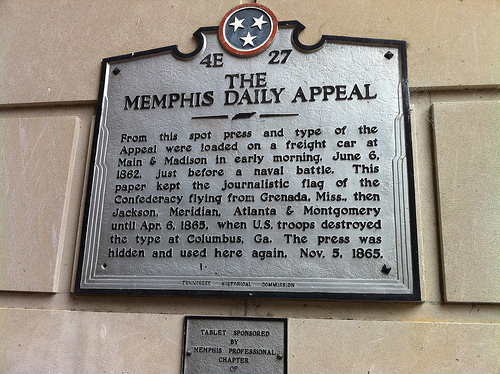 4E 27
THE
MEMPHIS DAILY APPEAL
From this spot press and type of the
Appeal were loaded on a freight car at
Main & Madison in early morning, June 6,
1862, just before a naval battle. This
paper kept the journalistic flag of the
Confederacy flying from Grenada, Miss., then
Jackson, Meridian, Atlanta & Montgomery
until Apr. 6, 1865, when U.S. troops destroyed
the type at Columbus, Ga. The press was
hidden and used here again, Nov. 5, 1865.
TENNESSEE HISTORICAL COMMISSION
TABLET SPONSORED
BY
MEMPHIS PROFESSIONAL
CHAPTER
OF